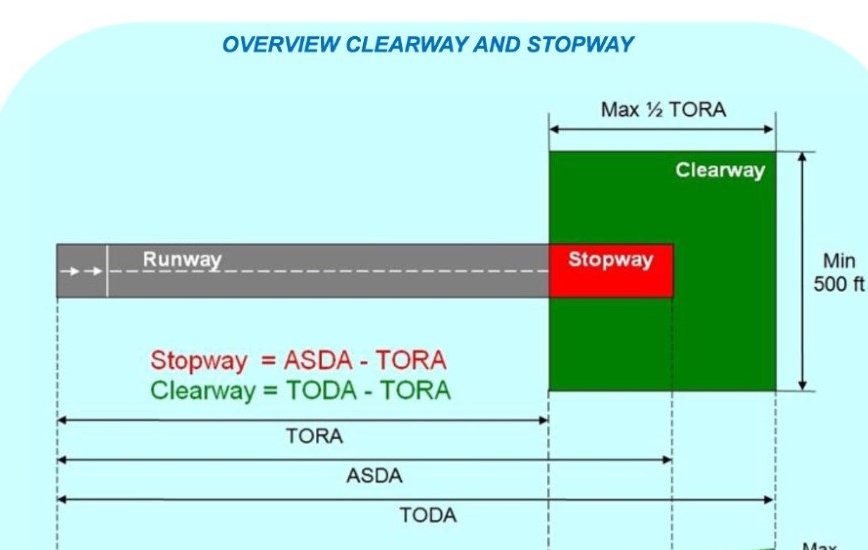 OVERVIEW CLEARWAY AND STOPWAY
Max ½ TORA
Clearway
Runway
Stopway
Min
500 ft
Stopway = ASDA - TORA
Clearway = TODA - TORA
TORA
ASDA
TODA
Max